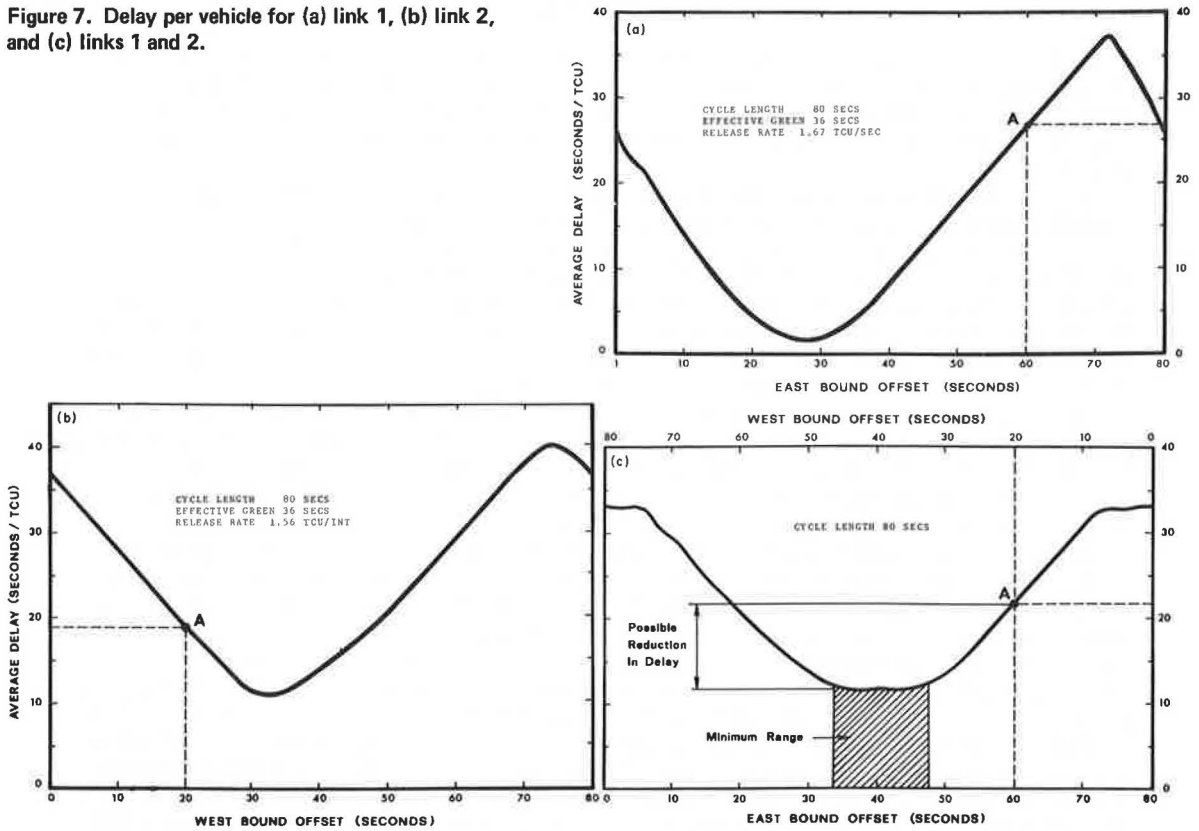 Figure 7. Delay per vehicle for (a) link 1, (b) link 2,
and (c) links 1 and 2.
(a)
40
30
20
10
0
AVERAGE DELAY (SECONDS / TCU)
CYCLE LENGTH 80 SECS
EFFECTIVE GREEN 36 SECS
RELEASE RATE 1.67 TCU/SEC
A
40
30
20
10
0
1 10 20 30 40 50 60 70 80
EAST BOUND OFFSET (SECONDS)
(b)
40
30
20
10
0
AVERAGE DELAY (SECONDS / TCU)
CYCLE LENGTH 80 SECS
EFFECTIVE GREEN 36 SECS
RELEASE RATE 1.56 TCU/INT
A
0 10 20 30 40 50 60 70 80
WEST BOUND OFFSET (SECONDS)
WEST BOUND OFFSET (SECONDS)
80 70 60 50 40 30 20 10 0
(c)
CYCLE LENGTH 80 SECS
A
Possible
Reduction
In Delay
Minimum Range
40
30
20
10
0
0 10 20 30 40 50 60 70 80
EAST BOUND OFFSET (SECONDS)